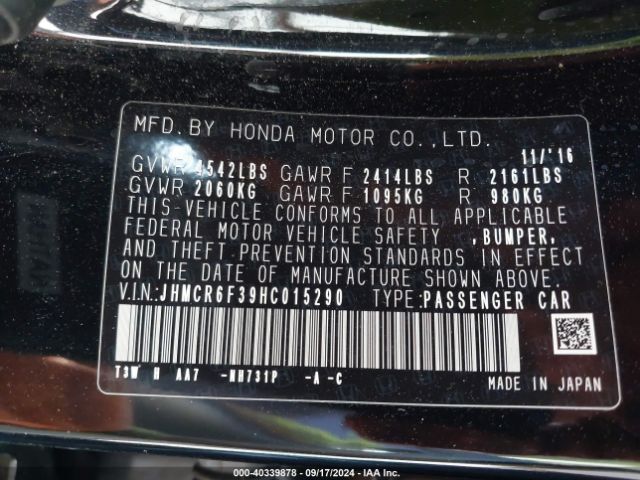 MFD.BY HONDA MOTOR CO.,LTD.
11/'16
GVWR 4542LBS GAWR F 2414LBS R 2161LBS
GVWR 2060KG GAWR F 1095KG R 980KG
THIS VEHICLE CONFORMS TO ALL APPLICABLE
FEDERAL MOTOR VEHICLE SAFETY ,BUMPER,
AND THEFT PREVENTION STANDARDS IN EFFECT
ON THE DATE OF MANUFACTURE SHOWN ABOVE.
V.I.N:JHMCR6F39HC015290 TYPE:PASSENGER CAR
T3W H AA7 -NH731P -A -C
MADE IN JAPAN
000-40339878 - 09/17/2024 - IAA Inc.